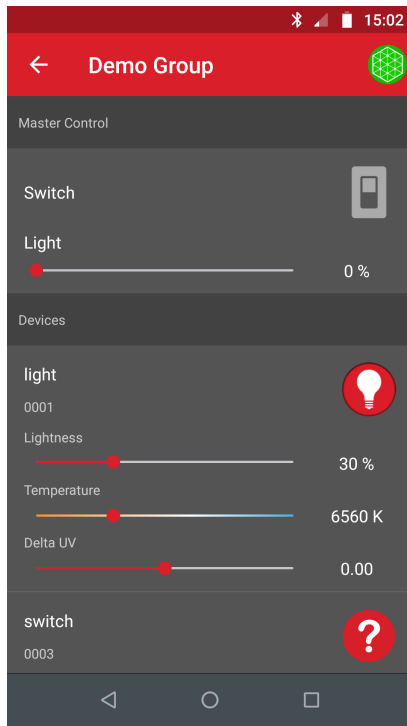 15:02
Demo Group
Master Control
Switch
Light
0 %
Devices
light
0001
Lightness
30 %
Temperature
6560 K
Delta UV
0.00
switch
?
0003